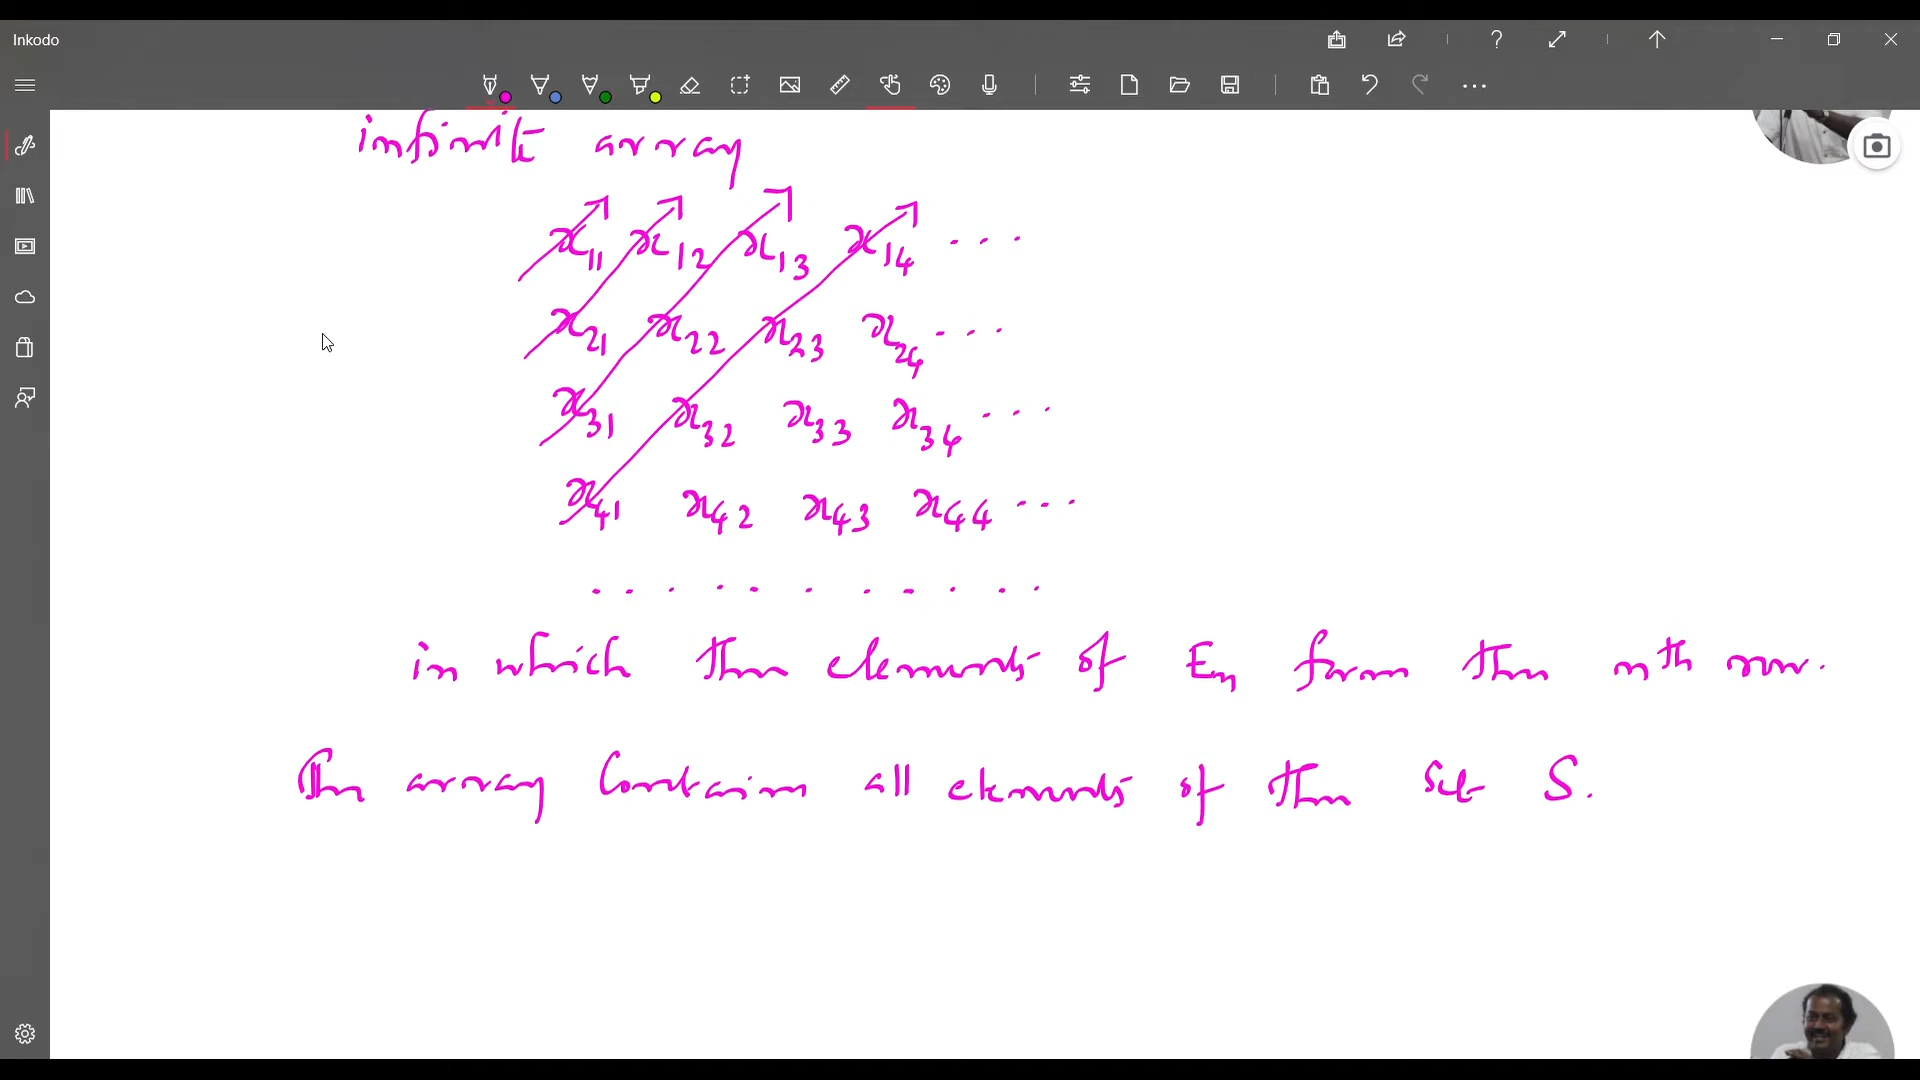 Inkodo
infinite array
x11 x12 x13 x14 ...
x21 x22 x23 x24 ...
x31 x32 x33 x34 ...
x41 x42 x43 x44 ...
. . . . . . . . . . .
in which the elements of En form the nth row.
The array contains all elements of the set S.